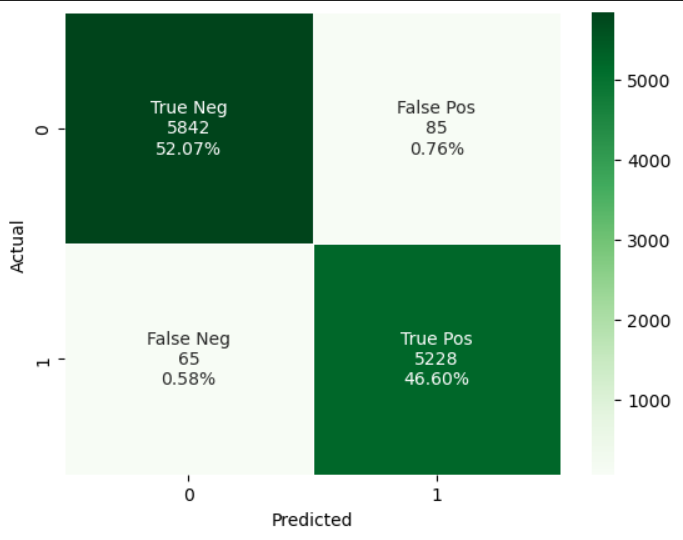 True Neg
5842
52.07%
False Pos
85
0.76%
False Neg
65
0.58%
True Pos
5228
46.60%
0
1
Actual
0
1
Predicted
5000
4000
3000
2000
1000